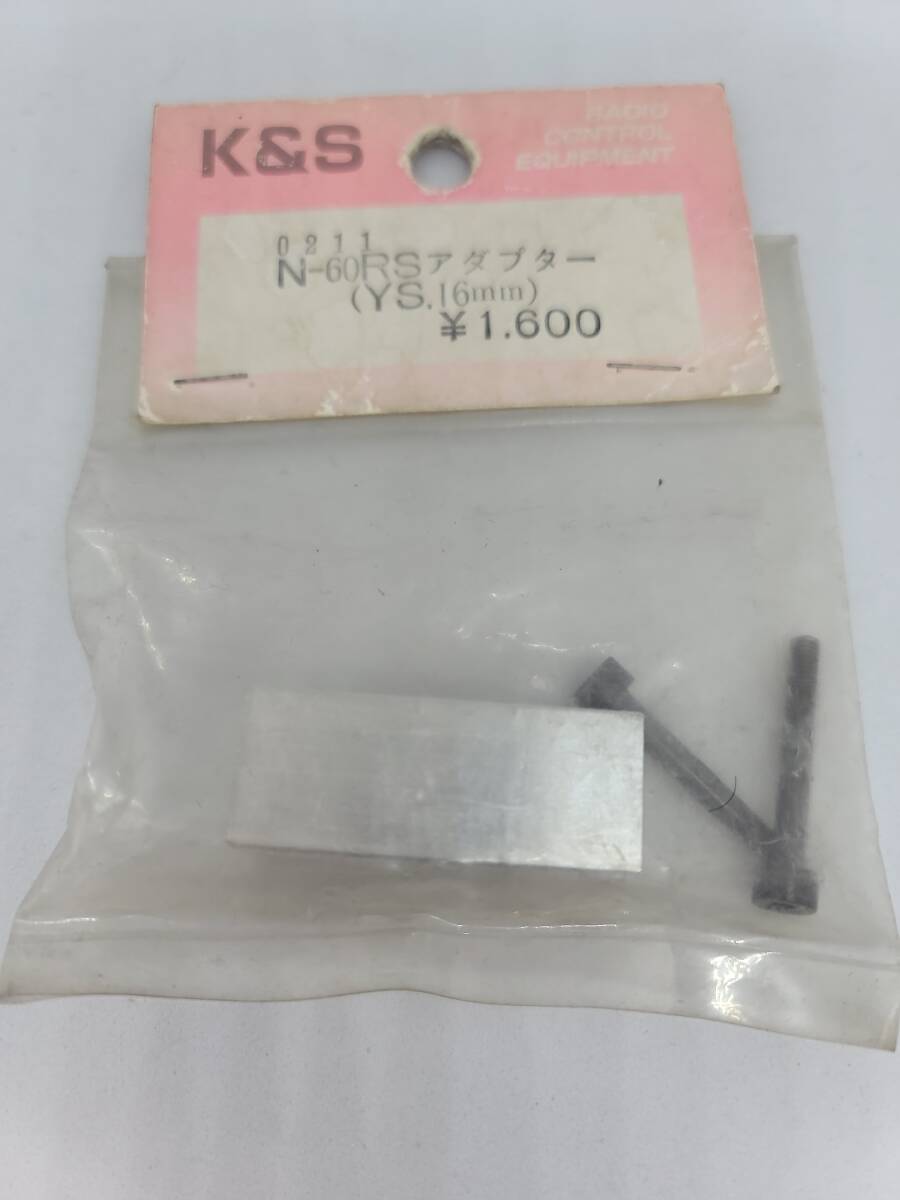 K&S
RADIO
CONTROL
EQUIPMENT
0211
N-60RSアダプター
(YS.16mm)
¥1.600